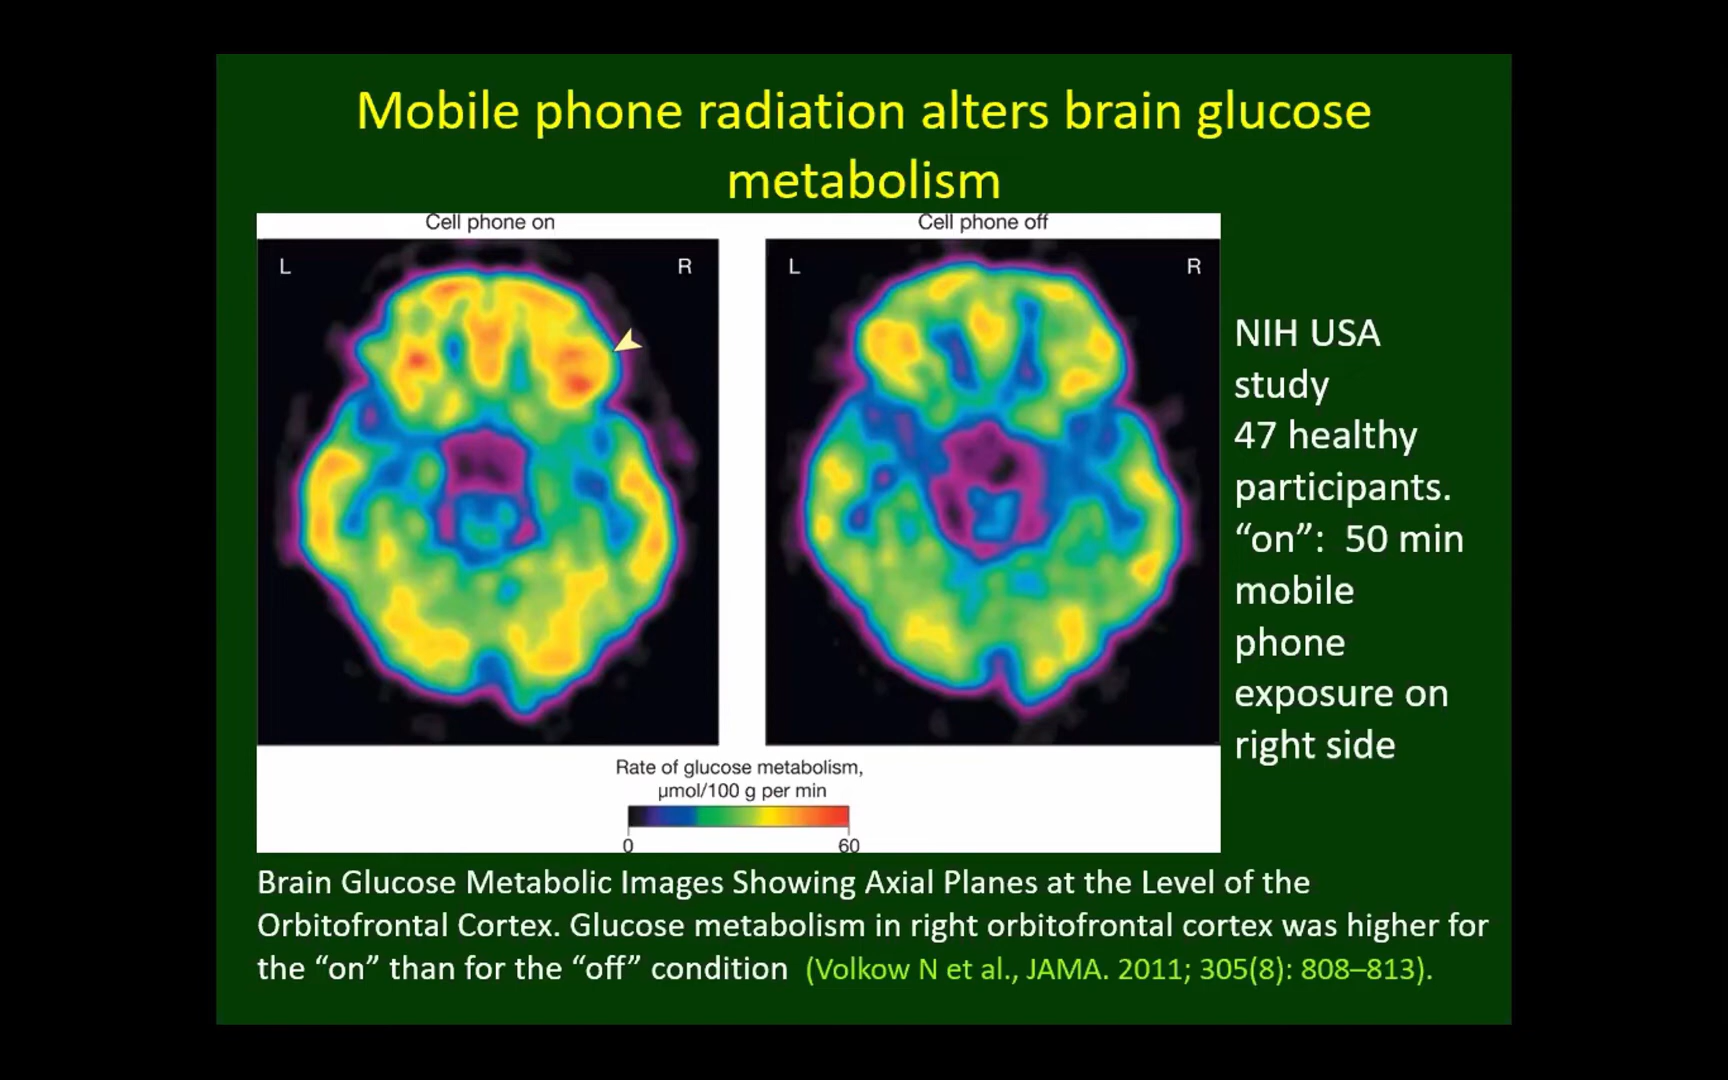 Mobile phone radiation alters brain glucose
metabolism
Cell phone on
Cell phone off
L
R
L
R
NIH USA
study
47 healthy
participants.
“on”: 50 min
mobile
phone
exposure on
right side
Rate of glucose metabolism,
µmol/100 g per min
0
60
Brain Glucose Metabolic Images Showing Axial Planes at the Level of the
Orbitofrontal Cortex. Glucose metabolism in right orbitofrontal cortex was higher for
the “on” than for the “off” condition (Volkow N et al., JAMA. 2011; 305(8): 808–813).